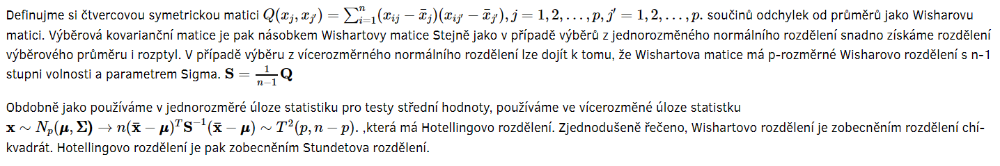 Definujme si čtvercovou symetrickou matici $Q(x_j, x_{j'}) = \sum_{i=1}^{n}(x_{ij} - \bar{x}_j)(x_{ij'} - \bar{x}_{j'}), j = 1, 2, \ldots, p, j' = 1, 2, \ldots, p.$ součinů odchylek od průměrů jako Wisharovu
matici. Výběrová kovarianční matice je pak násobkem Wishartovy matice Stejně jako v případě výběrů z jednorozměného normálního rozdělení snadno získáme rozdělení
výběrového průměru i rozptyl. V případě výběru z vícerozměrného normálního rozdělení lze dojít k tomu, že Wishartova matice má p-rozměrné Wisharovo rozdělení s n-1
stupni volnosti a parametrem Sigma. $\mathbf{S} = \frac{1}{n-1}\mathbf{Q}$
Obdobně jako používáme v jednorozměré úloze statistiku pro testy střední hodnoty, používáme ve vícerozměrné úloze statistku
$\mathbf{x} \sim N_p(\boldsymbol{\mu}, \boldsymbol{\Sigma}) \rightarrow n(\bar{\mathbf{x}} - \boldsymbol{\mu})^T \mathbf{S}^{-1}(\bar{\mathbf{x}} - \boldsymbol{\mu}) \sim T^2(p, n-p).$ ,která má Hotellingovo rozdělení. Zjednodušeně řečeno, Wishartovo rozdělení je zobecněním rozdělení chí-
kvadrát. Hotellingovo rozdělení je pak zobecněním Stundetova rozdělení.